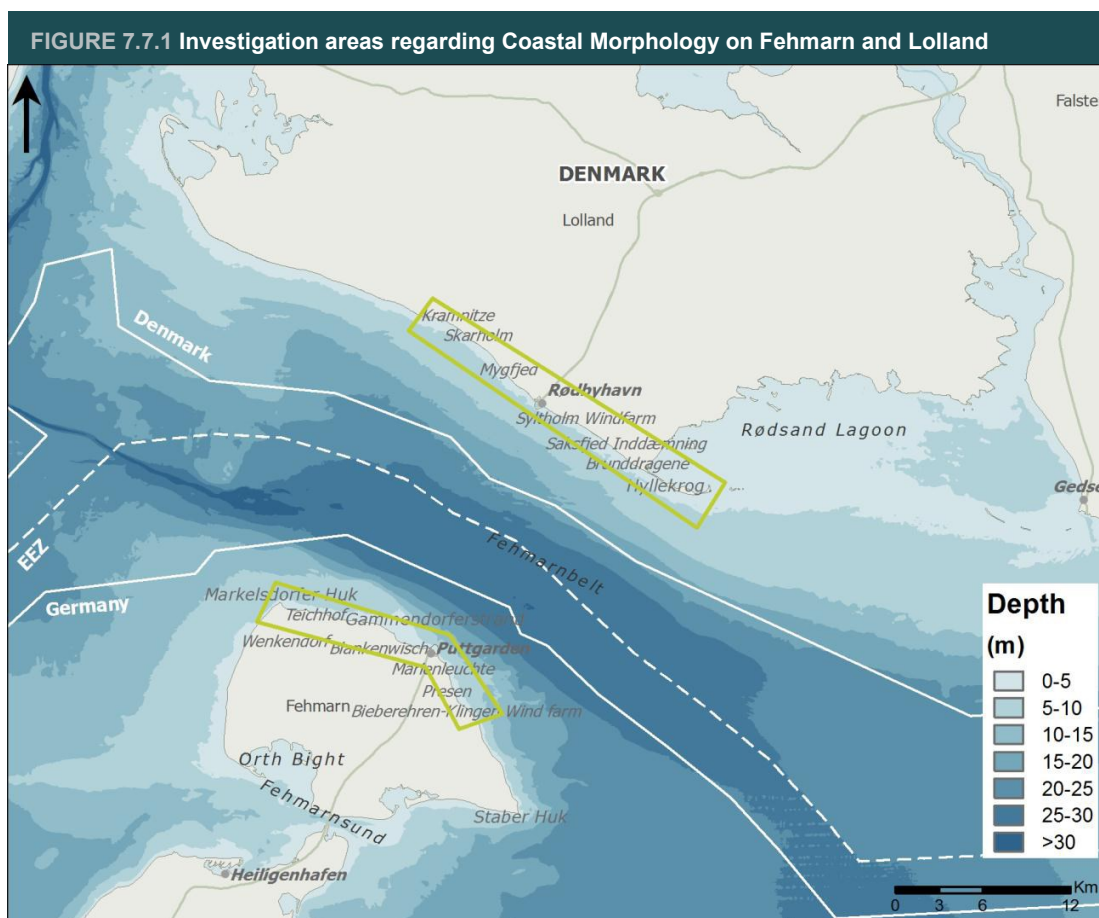 FIGURE 7.7.1 Investigation areas regarding Coastal Morphology on Fehmarn and Lolland
Falste
DENMARK
Lolland
Kramnitze
Skarholm
Denmark
Mygfjed
Rødbyhavn
Syltholm Windfarm
Rødsand Lagoon
Saksfjed Inddæmning
Brunddragene
Hyllekrog
Gedse
EEZ
Fehmarnbelt
Germany
Markelsdorfer Huk
Teichhof
Gammendorferstrand
Wenkendorf
Blankenwisch
Puttgarden
Marienleuchte
Presen
Fehmarn
Bieberehren-Klingen Wind farm
Orth Bight
Fehmarnsund
Staber Huk
Heiligenhafen
Depth
(m)
0-5
5-10
10-15
15-20
20-25
25-30
>30
Km
0 3 6 12